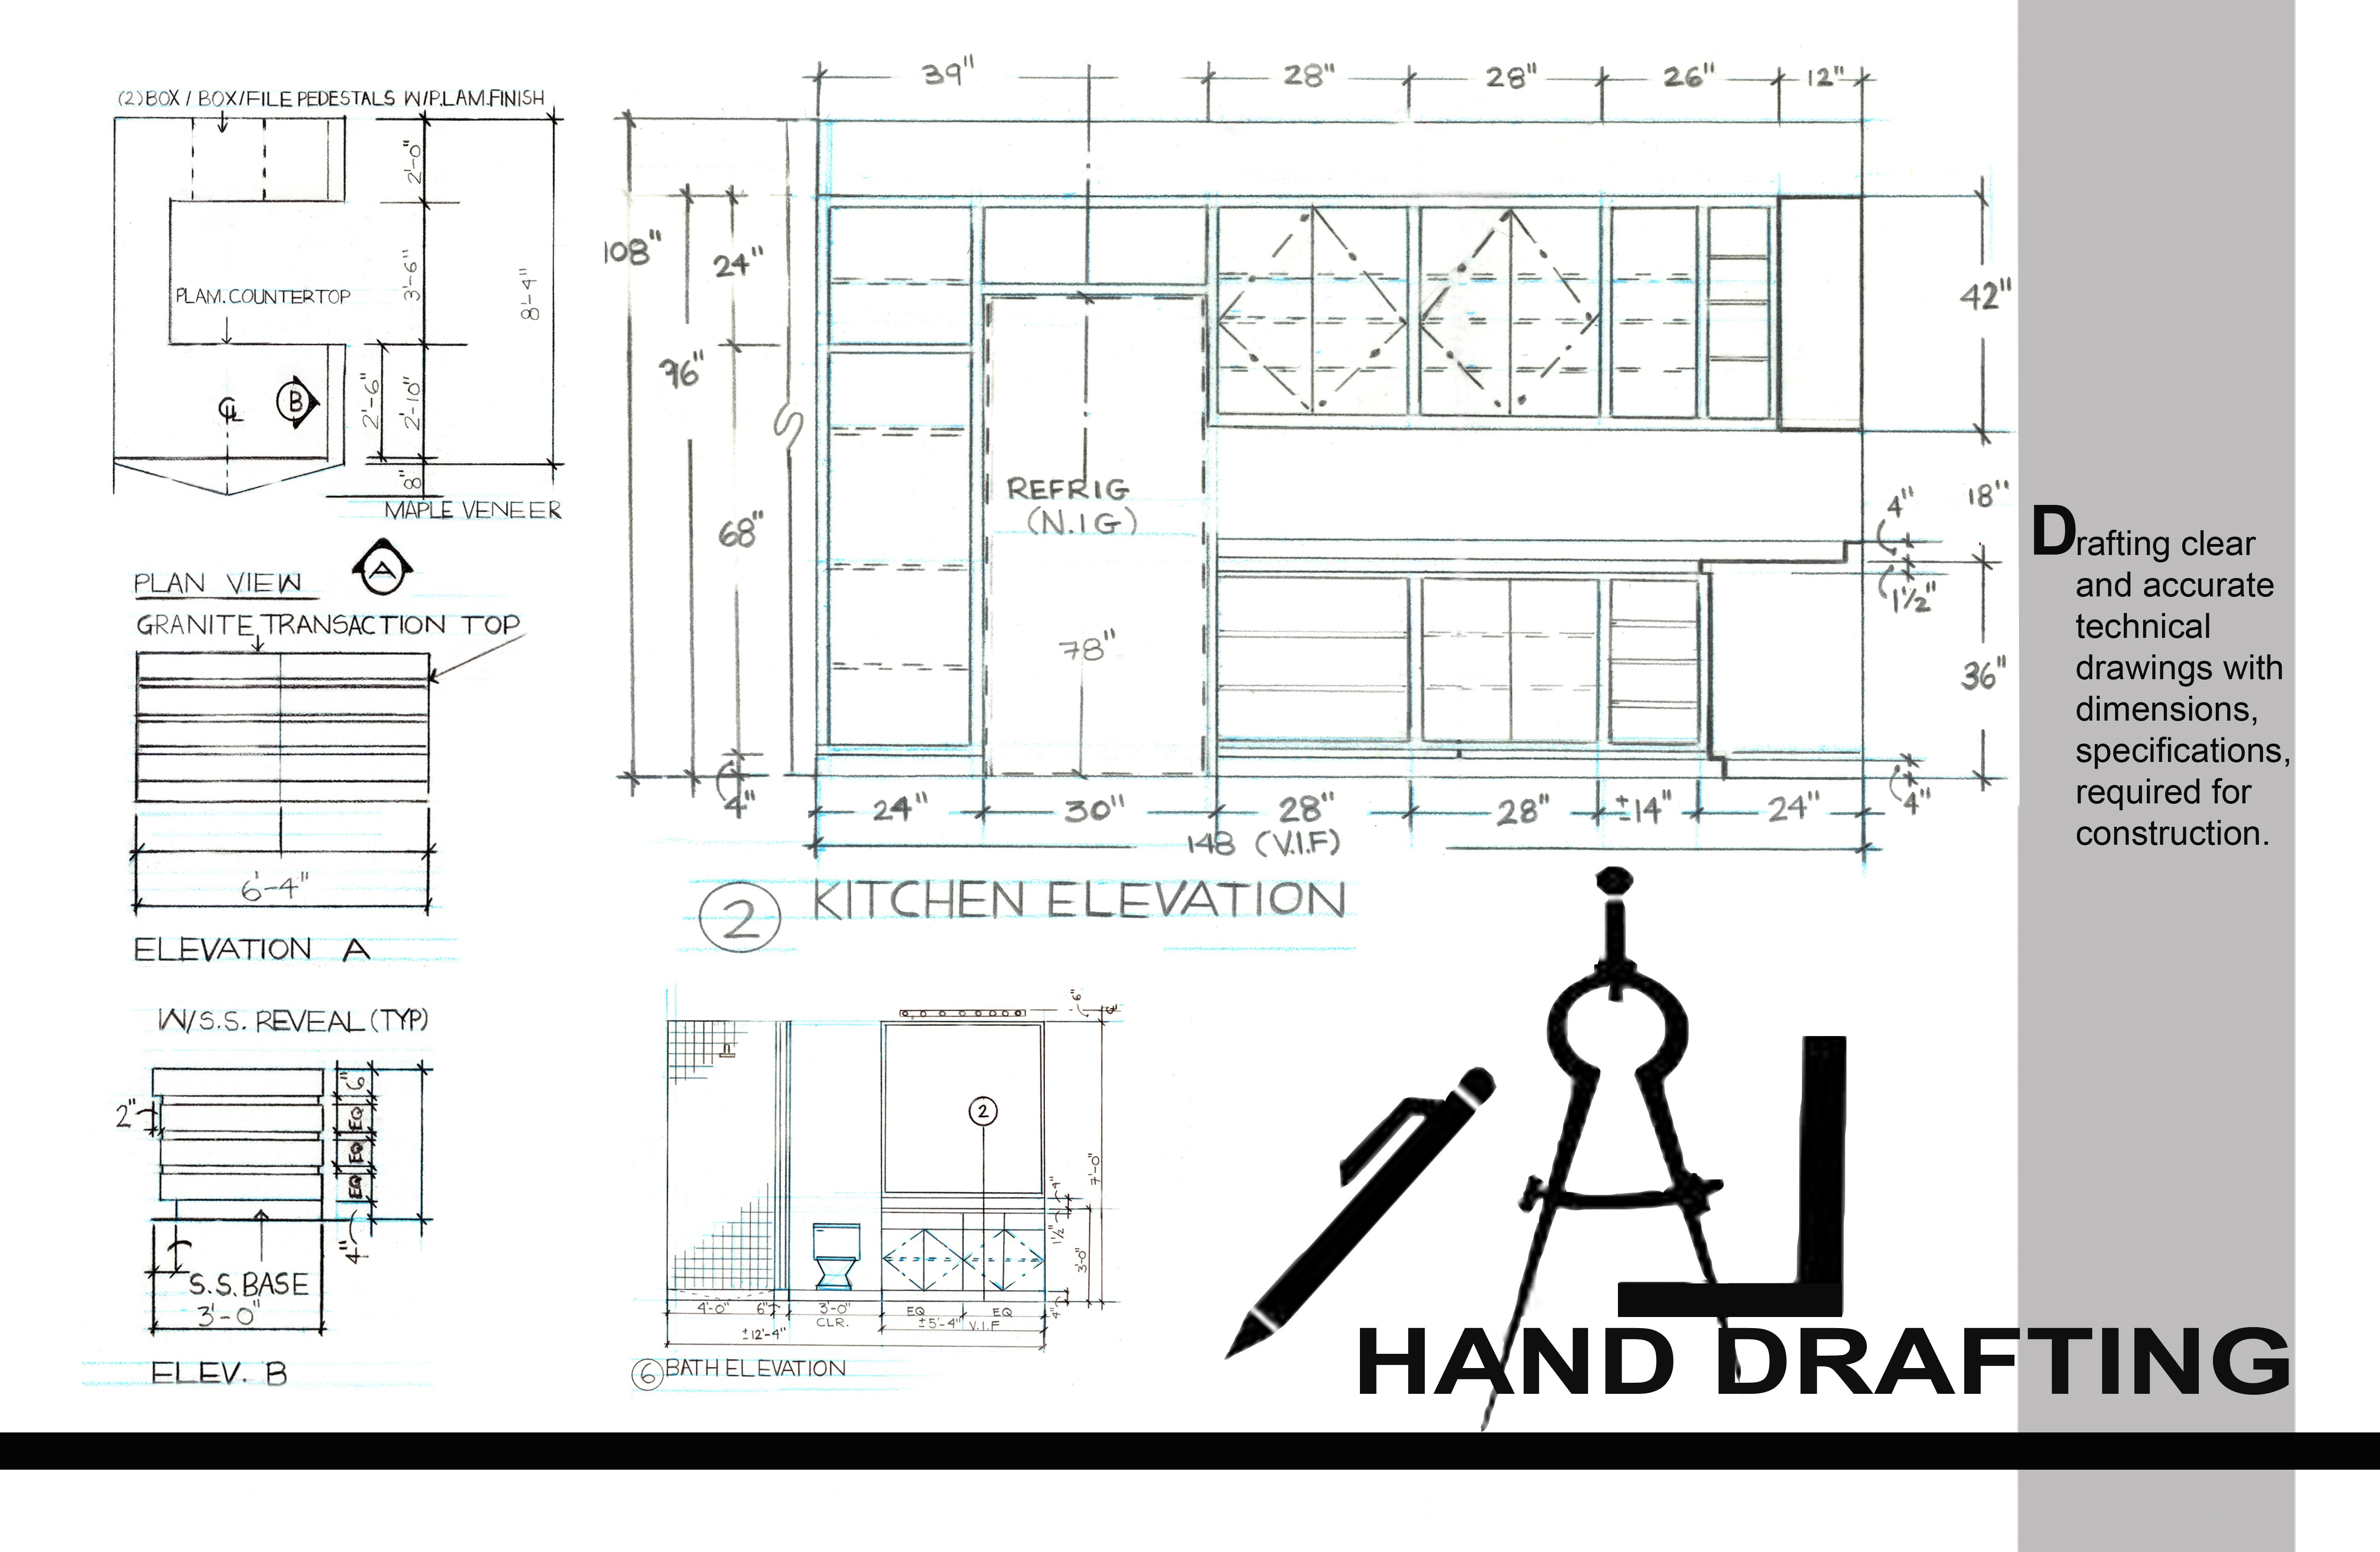 (2) BOX / BOX/FILE PEDESTALS W/P.LAM.FINISH
2'-0"
3'-6"
8'-4"
PLAM. COUNTERTOP
2'-6"
2'-10"
8"
CL
B
MAPLE VENEER
PLAN VIEW
A
GRANITE TRANSACTION TOP
6'-4"
ELEVATION A
W/S.S. REVEAL (TYP)
2"
6"
EQ
EQ
EQ
4"
S.S. BASE
3'-0"
ELEV. B
39" 28" 28" 26" 12"
108"
24"
96"
68"
4"
42"
18"
4"
1½"
36"
4"
REFRIG
(N.I.G)
78"
24" 30" 28" 28" ±14" 24"
148 (V.I.F)
2 KITCHEN ELEVATION
6"
2
7'-0"
4"
1½"
3'-0"
4"
4'-0" 6" 3'-0" EQ EQ
CLR. ±5'-4" V.I.F
±12'-4"
6 BATH ELEVATION
Drafting clear
and accurate
technical
drawings with
dimensions,
specifications,
required for
construction.
HAND DRAFTING